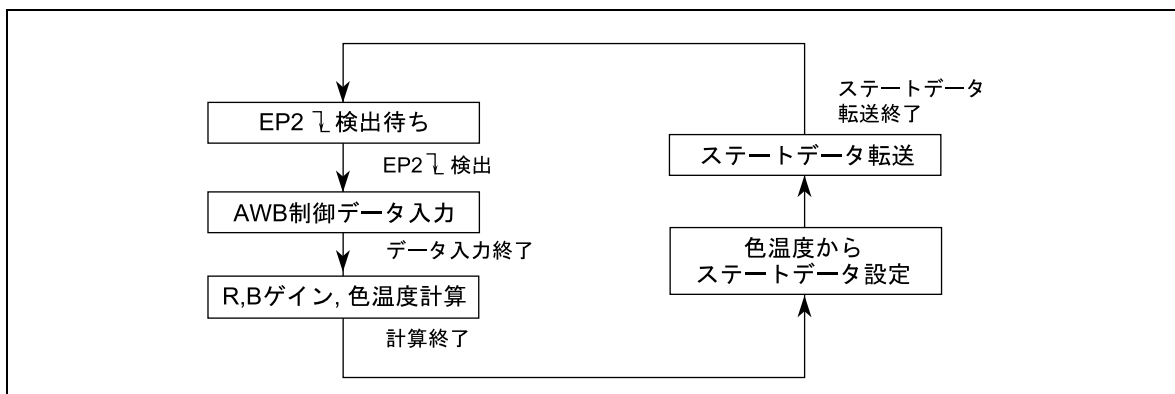 EP2 検出待ち
EP2 検出
AWB制御データ入力
データ入力終了
R,Bゲイン, 色温度計算
計算終了
色温度から
ステートデータ設定
ステートデータ転送
ステートデータ
転送終了